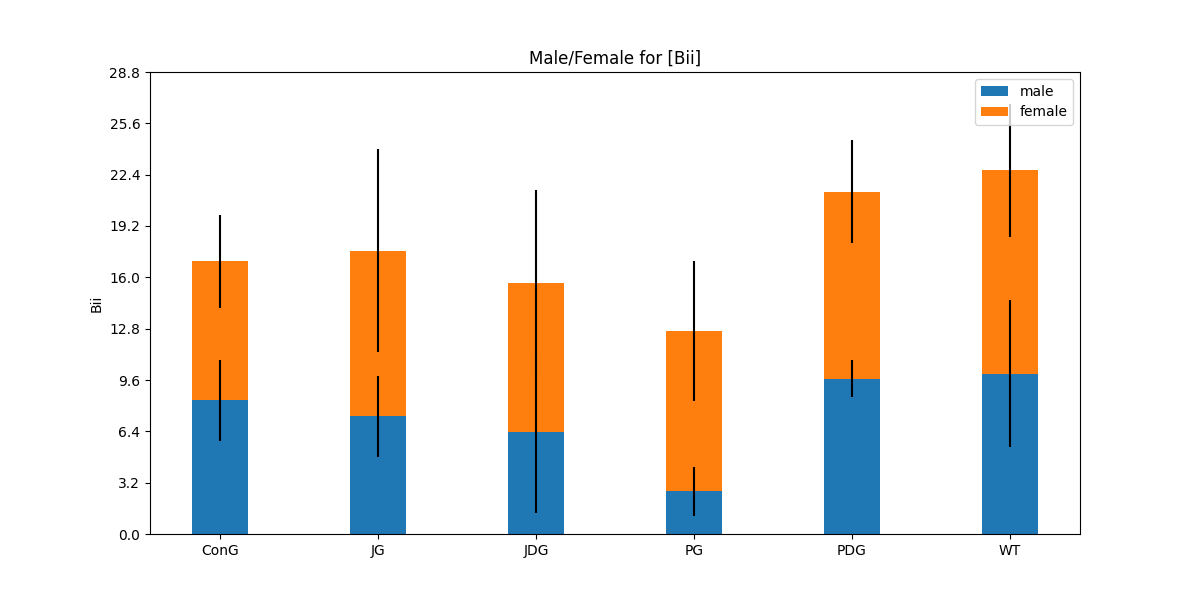 Male/Female for [Bii]
male
female
Bii
28.8
25.6
22.4
19.2
16.0
12.8
9.6
6.4
3.2
0.0
ConG JG JDG PG PDG WT